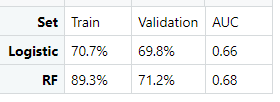 Set Train Validation AUC
Logistic 70.7% 69.8% 0.66
RF 89.3% 71.2% 0.68